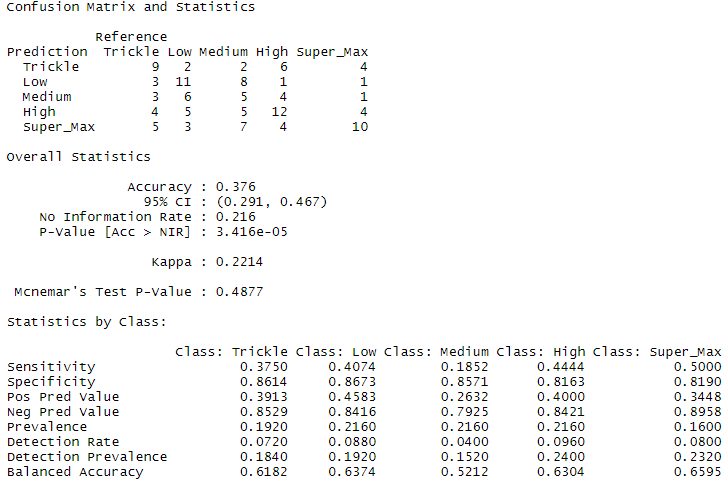 Confusion Matrix and Statistics
Reference
Prediction Trickle Low Medium High Super_Max
Trickle 9 2 2 6 4
Low 3 11 8 1 1
Medium 3 6 5 4 1
High 4 5 5 12 4
Super_Max 5 3 7 4 10
Overall Statistics
Accuracy : 0.376
95% CI : (0.291, 0.467)
No Information Rate : 0.216
P-Value [Acc > NIR] : 3.416e-05
Kappa : 0.2214
Mcnemar's Test P-Value : 0.4877
Statistics by Class:
Class: Trickle Class: Low Class: Medium Class: High Class: Super_Max
Sensitivity 0.3750 0.4074 0.1852 0.4444 0.5000
Specificity 0.8614 0.8673 0.8571 0.8163 0.8190
Pos Pred Value 0.3913 0.4583 0.2632 0.4000 0.3448
Neg Pred Value 0.8529 0.8416 0.7925 0.8421 0.8958
Prevalence 0.1920 0.2160 0.2160 0.2160 0.1600
Detection Rate 0.0720 0.0880 0.0400 0.0960 0.0800
Detection Prevalence 0.1840 0.1920 0.1520 0.2400 0.2320
Balanced Accuracy 0.6182 0.6374 0.5212 0.6304 0.6595